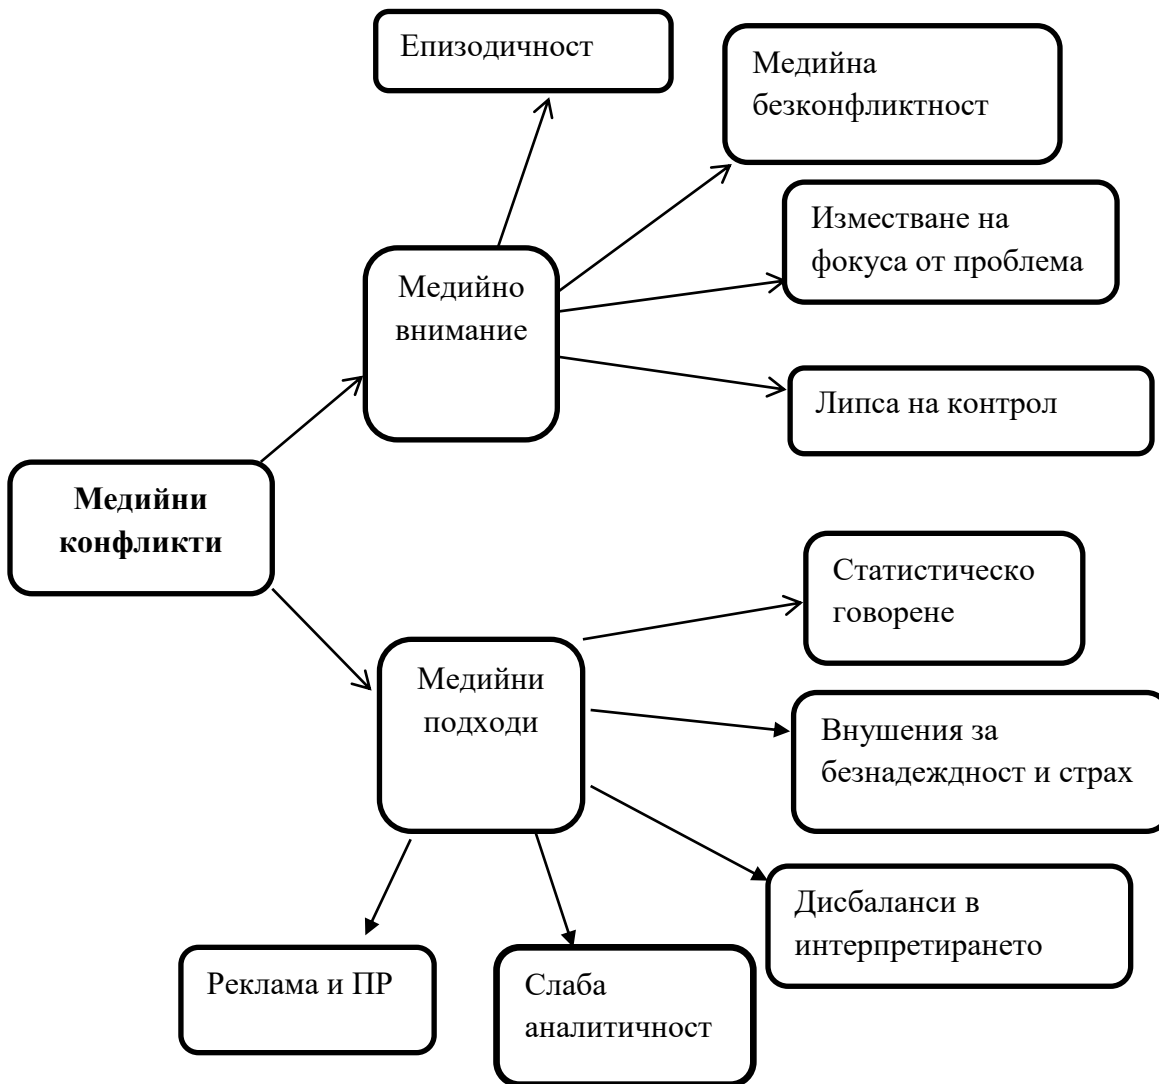 Епизодичност
Медийна
безконфликтност
Изместване на
фокуса от проблема
Медийно
внимание
Липса на контрол
Медийни
конфликти
Статистическо
говорене
Медийни
подходи
Внушения за
безнадеждност и страх
Дисбаланси в
интерпретирането
Реклама и ПР
Слаба
аналитичност